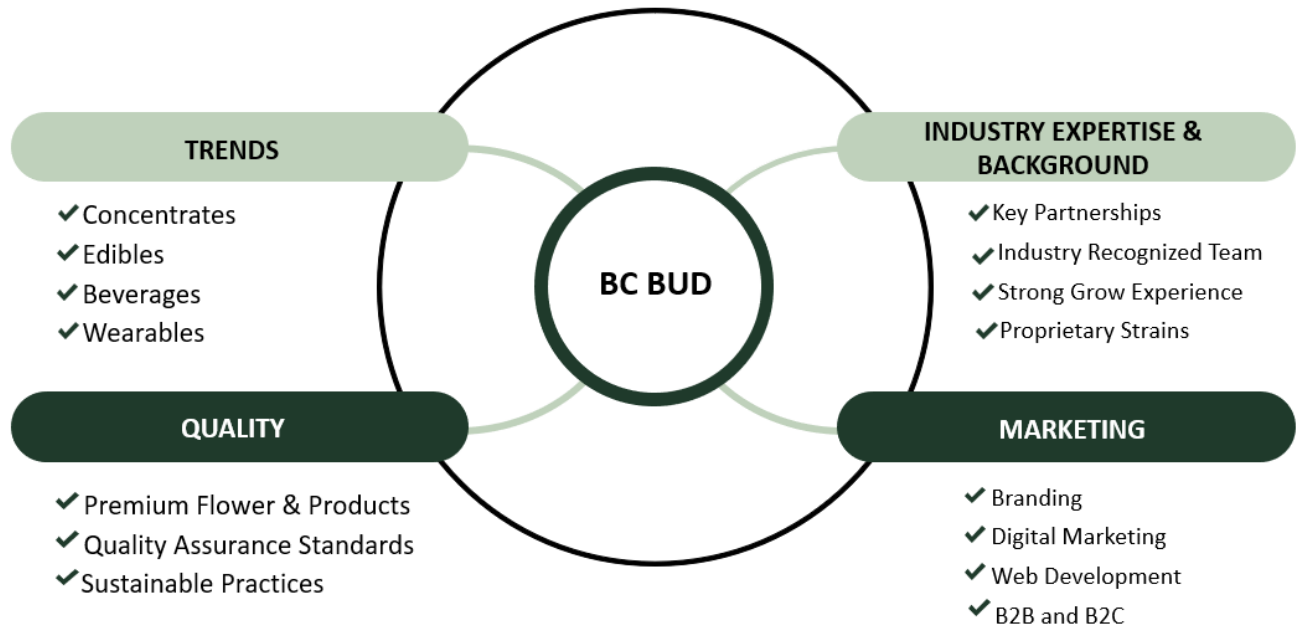 TRENDS
Concentrates
Edibles
Beverages
Wearables
INDUSTRY EXPERTISE &
BACKGROUND
Key Partnerships
Industry Recognized Team
Strong Grow Experience
Proprietary Strains
BC BUD
QUALITY
Premium Flower & Products
Quality Assurance Standards
Sustainable Practices
MARKETING
Branding
Digital Marketing
Web Development
B2B and B2C